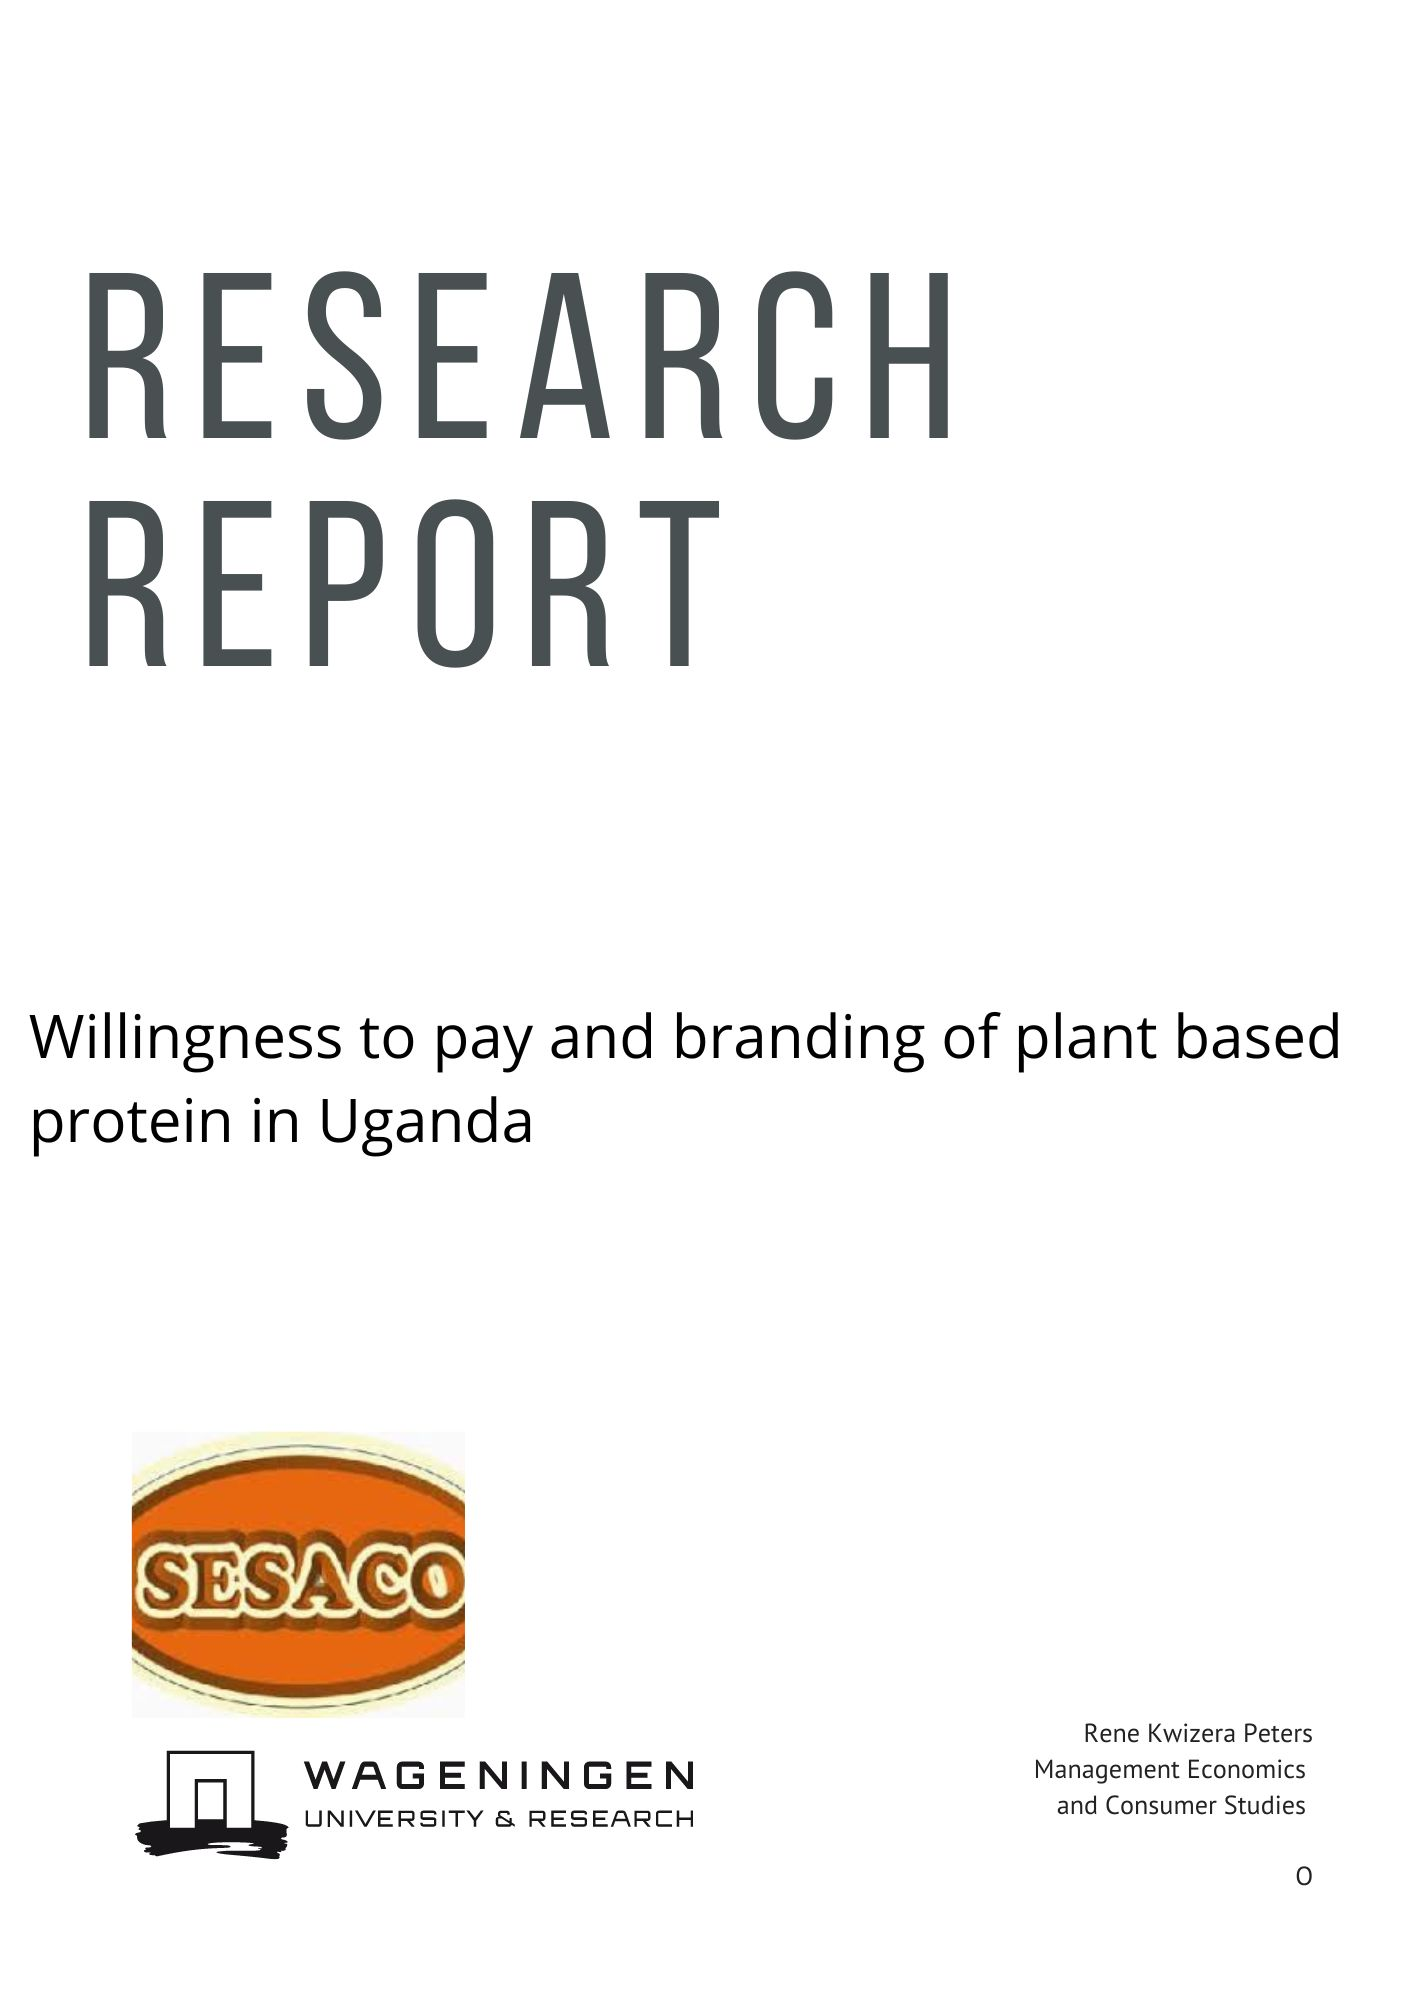 RESEARCH
REPORT
Willingness to pay and branding of plant based
protein in Uganda
SESACO
WAGENINGEN
UNIVERSITY & RESEARCH
Rene Kwizera Peters
Management Economics
and Consumer Studies
0